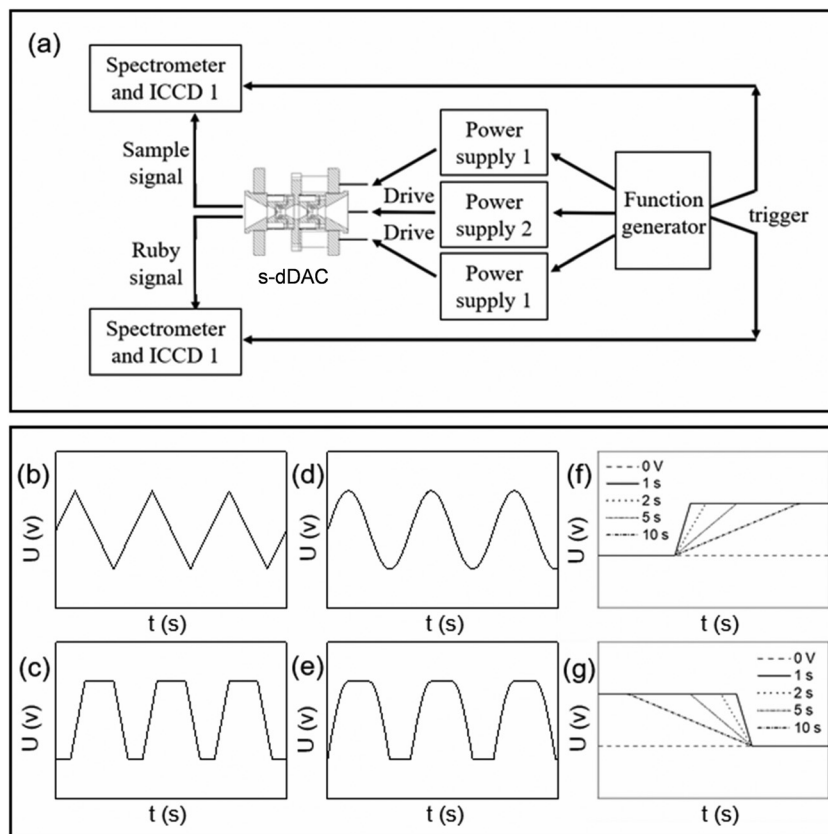 (a)
Spectrometer
and ICCD 1
Sample
signal
Ruby
signal
Spectrometer
and ICCD 1
s-dDAC
Drive
Drive
Power
supply 1
Power
supply 2
Power
supply 1
Function
generator
trigger
(b)
U (v)
t (s)
(d)
U (v)
t (s)
(f)
0 V
1 s
2 s
5 s
10 s
U (v)
t (s)
(c)
U (v)
t (s)
(e)
U (v)
t (s)
(g)
0 V
1 s
2 s
5 s
10 s
U (v)
t (s)